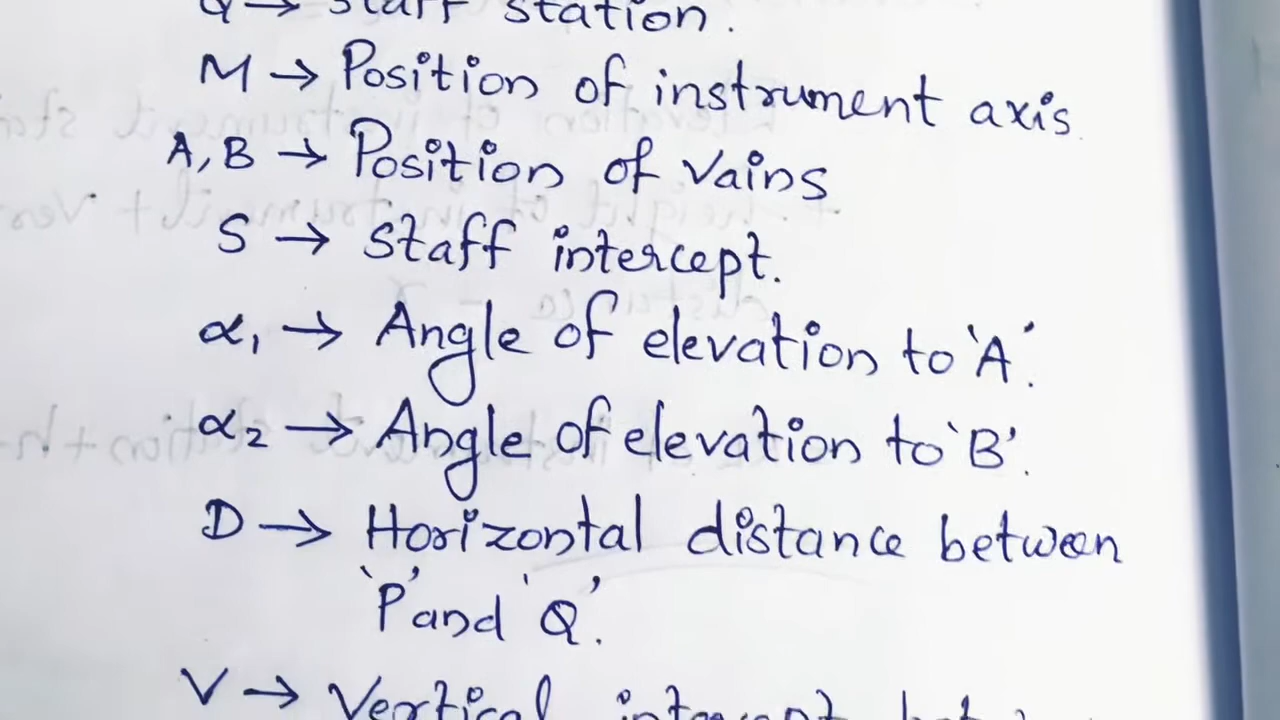 Q → Staff station.
M → Position of instrument axis
A, B → Position of Vains
S → Staff intercept.
α₁ → Angle of elevation to 'A'.
α₂ → Angle of elevation to 'B'.
D → Horizontal distance between
'P' and 'Q'.
V → Vertical intercept